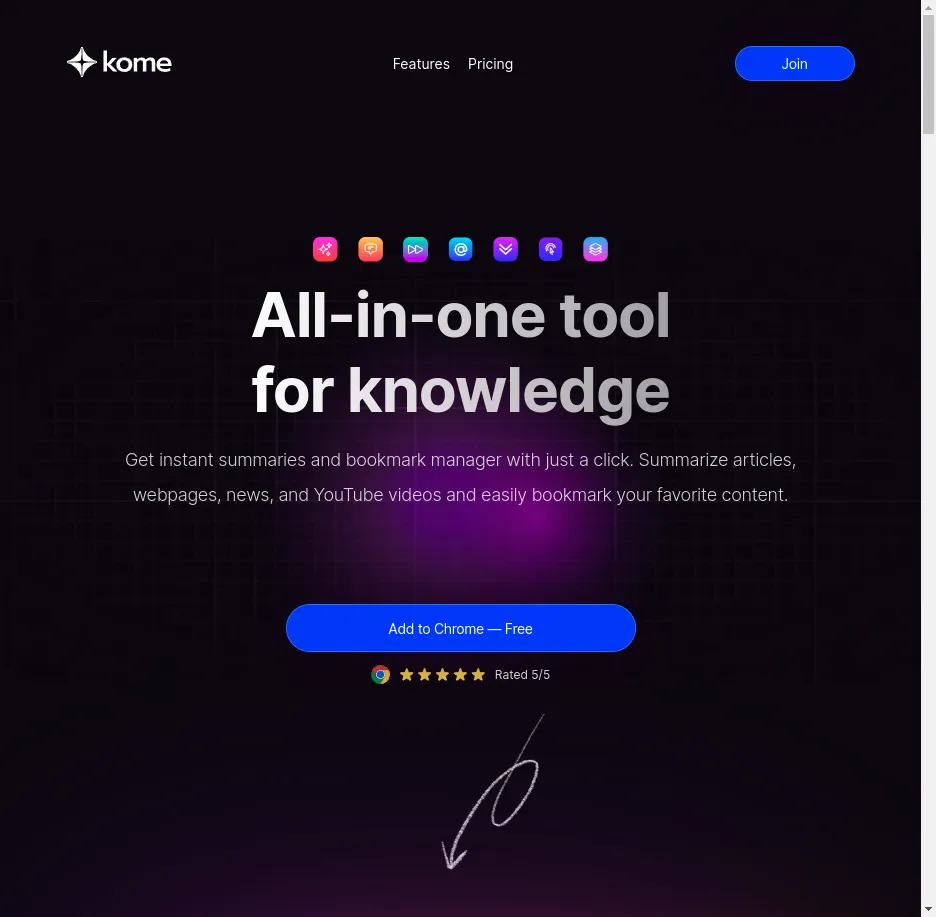 kome
Features
Pricing
Join
All-in-one tool
for knowledge
Get instant summaries and bookmark manager with just a click. Summarize articles,
webpages, news, and YouTube videos and easily bookmark your favorite content.
Add to Chrome — Free
Rated 5/5